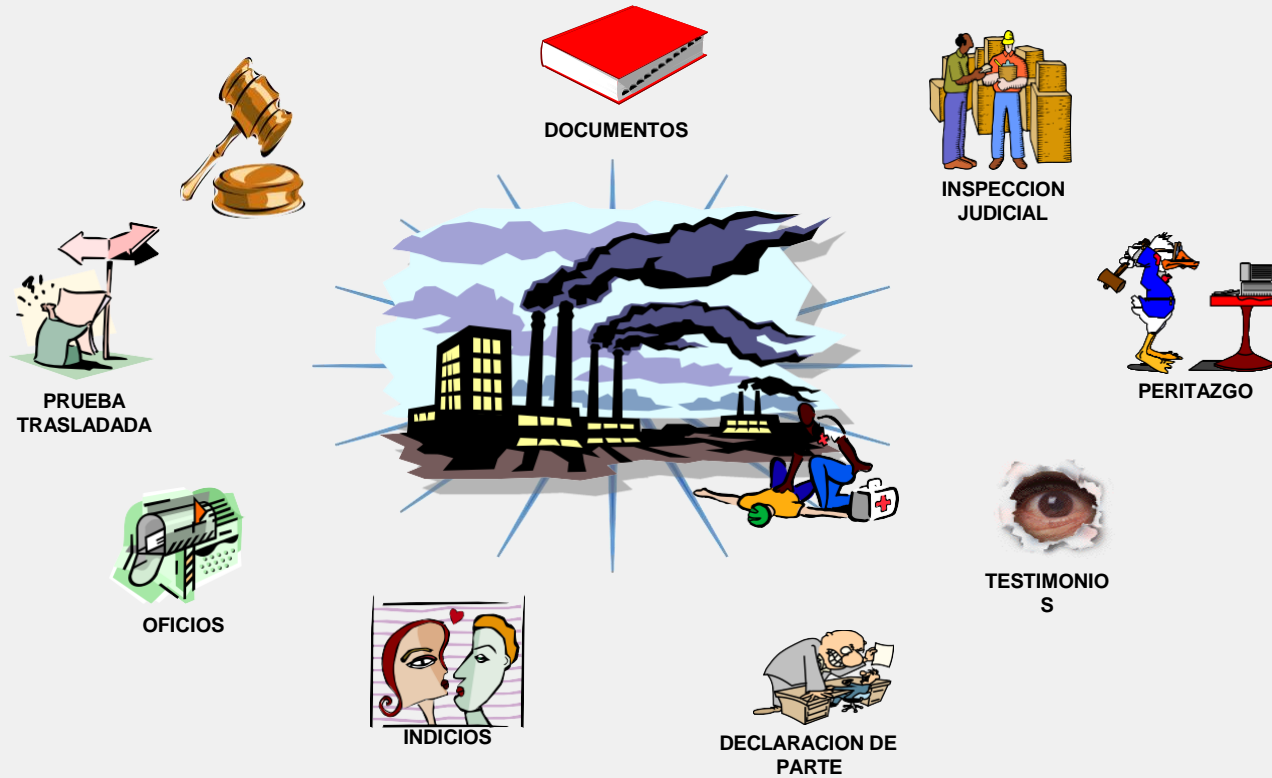 DOCUMENTOS
INSPECCION
JUDICIAL
PERITAZGO
PRUEBA
TRASLADADA
TESTIMONIO
S
OFICIOS
INDICIOS
DECLARACION DE
PARTE